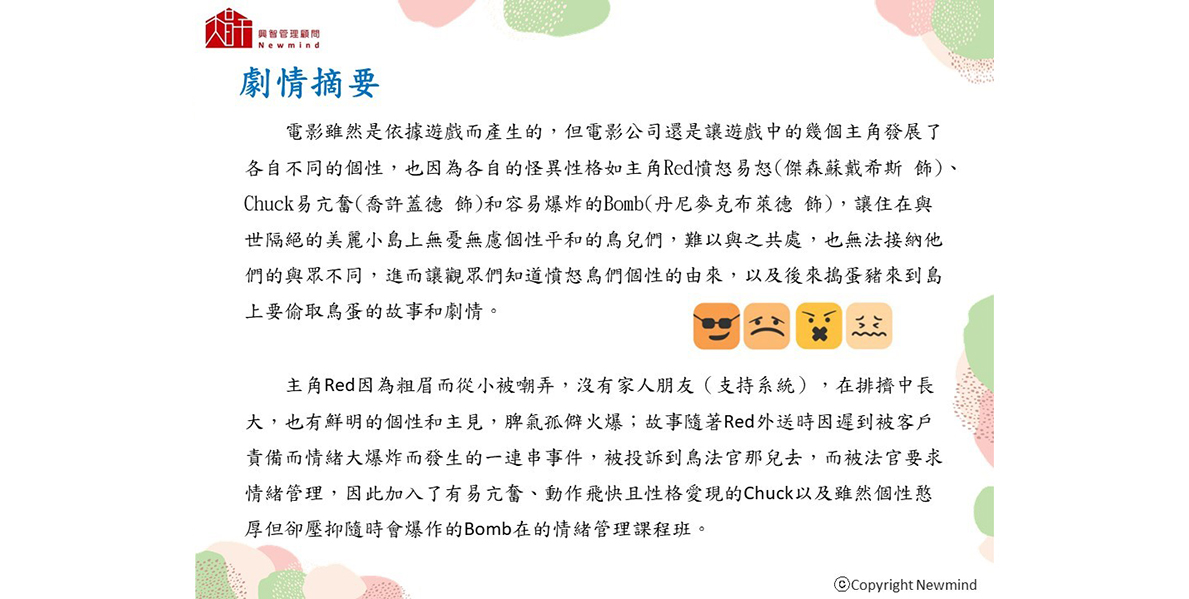 興智管理顧問
Newmind
劇情摘要
電影雖然是依據遊戲而產生的，但電影公司還是讓遊戲中的幾個主角發展了
各自不同的個性，也因為各自的怪異性格如主角Red憤怒易怒(傑森蘇戴希斯 飾)、
Chuck易亢奮(喬許蓋德 飾)和容易爆炸的Bomb(丹尼麥克布萊德 飾)，讓住在與
世隔絕的美麗小島上無憂無慮個性平和的鳥兒們，難以與之共處，也無法接納他
們的與眾不同，進而讓觀眾們知道憤怒鳥們個性的由來，以及後來搗蛋豬來到島
上要偷取鳥蛋的故事和劇情。
主角Red因為粗眉而從小被嘲弄，沒有家人朋友（支持系統），在排擠中長
大，也有鮮明的個性和主見，脾氣孤僻火爆；故事隨著Red外送時因遲到被客戶
責備而情緒大爆炸而發生的一連串事件，被投訴到鳥法官那兒去，而被法官要求
情緒管理，因此加入了有易亢奮、動作飛快且性格愛現的Chuck以及雖然個性憨
厚但卻壓抑隨時會爆作的Bomb在的情緒管理課程班。
ⓒCopyright Newmind